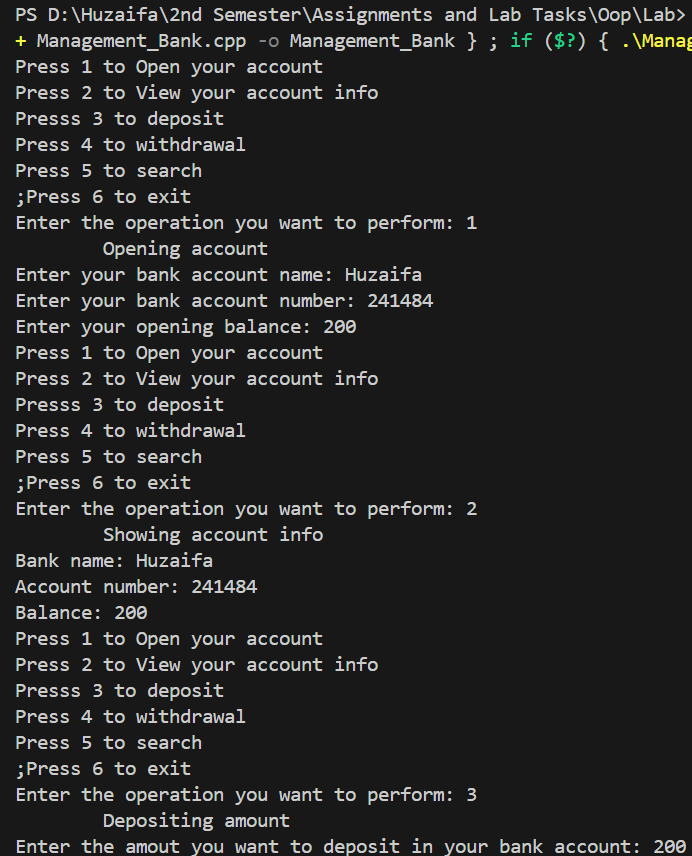 PS D:\Huzaifa\2nd Semester\Assignments and Lab Tasks\Oop\Lab>
+ Management_Bank.cpp -o Management_Bank } ; if ($?) { .\Manag
Press 1 to Open your account
Press 2 to View your account info
Presss 3 to deposit
Press 4 to withdrawal
Press 5 to search
;Press 6 to exit
Enter the operation you want to perform: 1
        Opening account
Enter your bank account name: Huzaifa
Enter your bank account number: 241484
Enter your opening balance: 200
Press 1 to Open your account
Press 2 to View your account info
Presss 3 to deposit
Press 4 to withdrawal
Press 5 to search
;Press 6 to exit
Enter the operation you want to perform: 2
        Showing account info
Bank name: Huzaifa
Account number: 241484
Balance: 200
Press 1 to Open your account
Press 2 to View your account info
Presss 3 to deposit
Press 4 to withdrawal
Press 5 to search
;Press 6 to exit
Enter the operation you want to perform: 3
        Depositing amount
Enter the amout you want to deposit in your bank account: 200